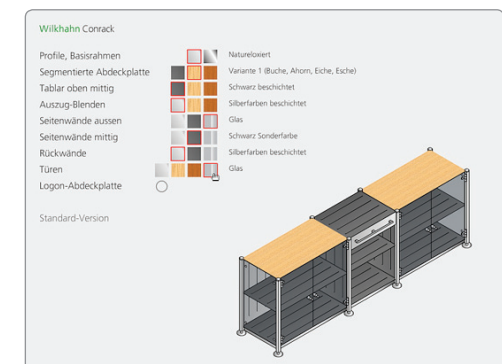 Wilkhahn Conrack
Profile, Basisrahmen Natureloxiert
Segmentierte Abdeckplatte Variante 1 (Buche, Ahorn, Eiche, Esche)
Tablar oben mittig Schwarz beschichtet
Auszug-Blenden Silberfarben beschichtet
Seitenwände aussen Glas
Seitenwände mittig Schwarz Sonderfarbe
Rückwände Silberfarben beschichtet
Türen Glas
Logon-Abdeckplatte
Standard-Version